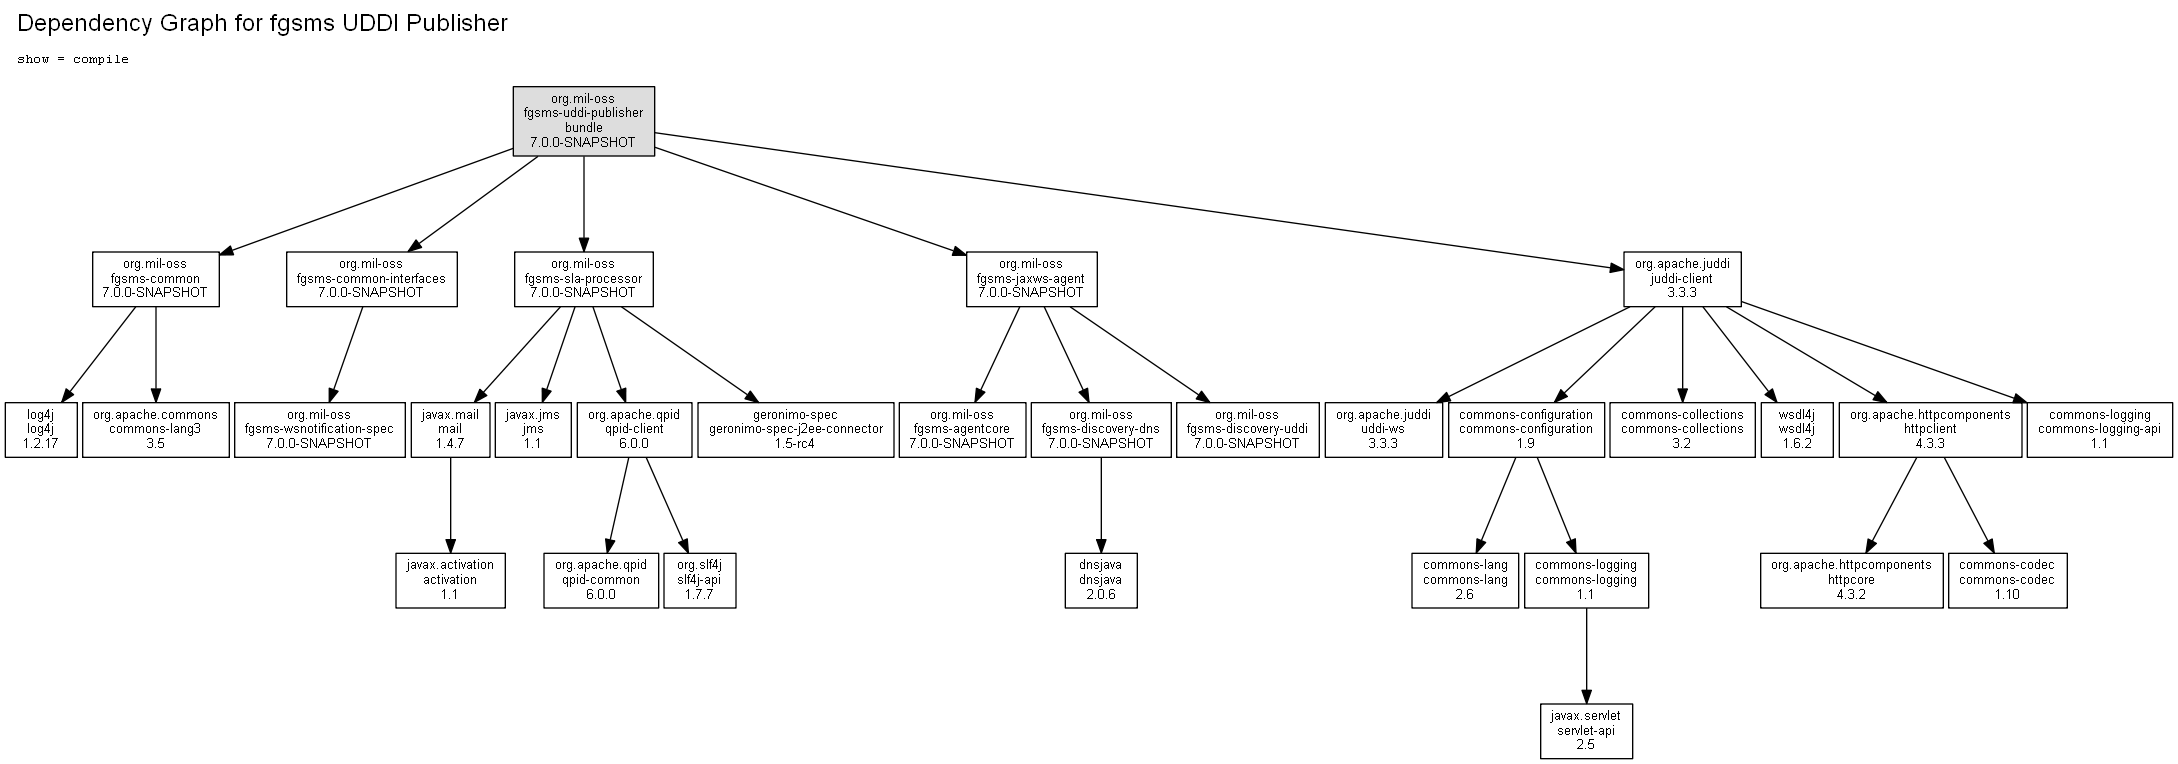 Dependency Graph for fgsms UDDI Publisher
show = compile
org.mil-oss
fgsms-uddi-publisher
bundle
7.0.0-SNAPSHOT
org.mil-oss
fgsms-common
7.0.0-SNAPSHOT
org.mil-oss
fgsms-common-interfaces
7.0.0-SNAPSHOT
org.mil-oss
fgsms-sla-processor
7.0.0-SNAPSHOT
org.mil-oss
fgsms-jaxws-agent
7.0.0-SNAPSHOT
org.apache.juddi
juddi-client
3.3.3
log4j
log4j
1.2.17
org.apache.commons
commons-lang3
3.5
org.mil-oss
fgsms-wsnotification-spec
7.0.0-SNAPSHOT
javax.mail
mail
1.4.7
javax.jms
jms
1.1
org.apache.qpid
qpid-client
6.0.0
geronimo-spec
geronimo-spec-j2ee-connector
1.5-rc4
org.mil-oss
fgsms-agentcore
7.0.0-SNAPSHOT
org.mil-oss
fgsms-discovery-dns
7.0.0-SNAPSHOT
org.mil-oss
fgsms-discovery-uddi
7.0.0-SNAPSHOT
org.apache.juddi
uddi-ws
3.3.3
commons-configuration
commons-configuration
1.9
commons-collections
commons-collections
3.2
wsdl4j
wsdl4j
1.6.2
org.apache.httpcomponents
httpclient
4.3.3
commons-logging
commons-logging-api
1.1
javax.activation
activation
1.1
org.apache.qpid
qpid-common
6.0.0
org.slf4j
slf4j-api
1.7.7
dnsjava
dnsjava
2.0.6
commons-lang
commons-lang
2.6
commons-logging
commons-logging
1.1
org.apache.httpcomponents
httpcore
4.3.2
commons-codec
commons-codec
1.10
javax.servlet
servlet-api
2.5